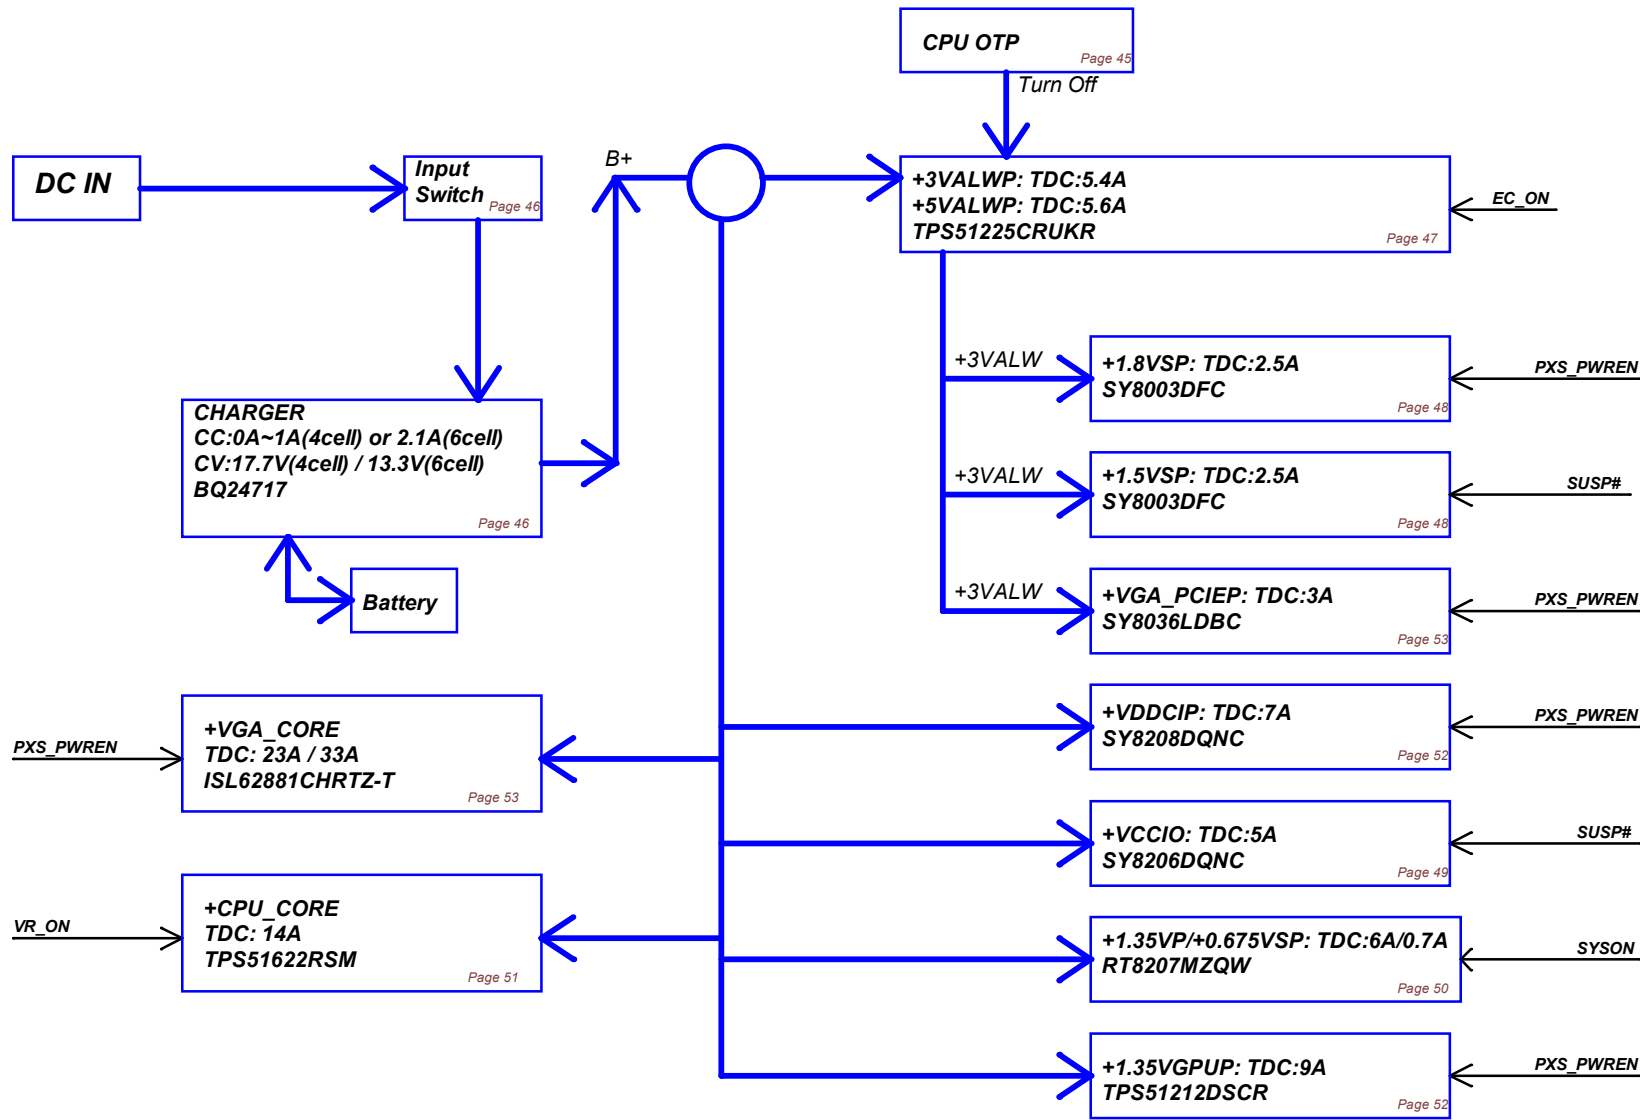 CPU OTP
Page 45
Turn Off
DC IN
Input
Switch
Page 46
B+
+3VALWP: TDC:5.4A
+5VALWP: TDC:5.6A
TPS51225CRUKR
Page 47
EC_ON
CHARGER
CC:0A~1A(4cell) or 2.1A(6cell)
CV:17.7V(4cell) / 13.3V(6cell)
BQ24717
Page 46
Battery
+3VALW
+1.8VSP: TDC:2.5A
SY8003DFC
Page 48
PXS_PWREN
+3VALW
+1.5VSP: TDC:2.5A
SY8003DFC
Page 48
SUSP#
+3VALW
+VGA_PCIEP: TDC:3A
SY8036LDBC
Page 53
PXS_PWREN
PXS_PWREN
+VGA_CORE
TDC: 23A / 33A
ISL62881CHRTZ-T
Page 53
+VDDCIP: TDC:7A
SY8208DQNC
Page 52
PXS_PWREN
+VCCIO: TDC:5A
SY8206DQNC
Page 49
SUSP#
VR_ON
+CPU_CORE
TDC: 14A
TPS51622RSM
Page 51
+1.35VP/+0.675VSP: TDC:6A/0.7A
RT8207MZQW
Page 50
SYSON
+1.35VGPUP: TDC:9A
TPS51212DSCR
Page 52
PXS_PWREN